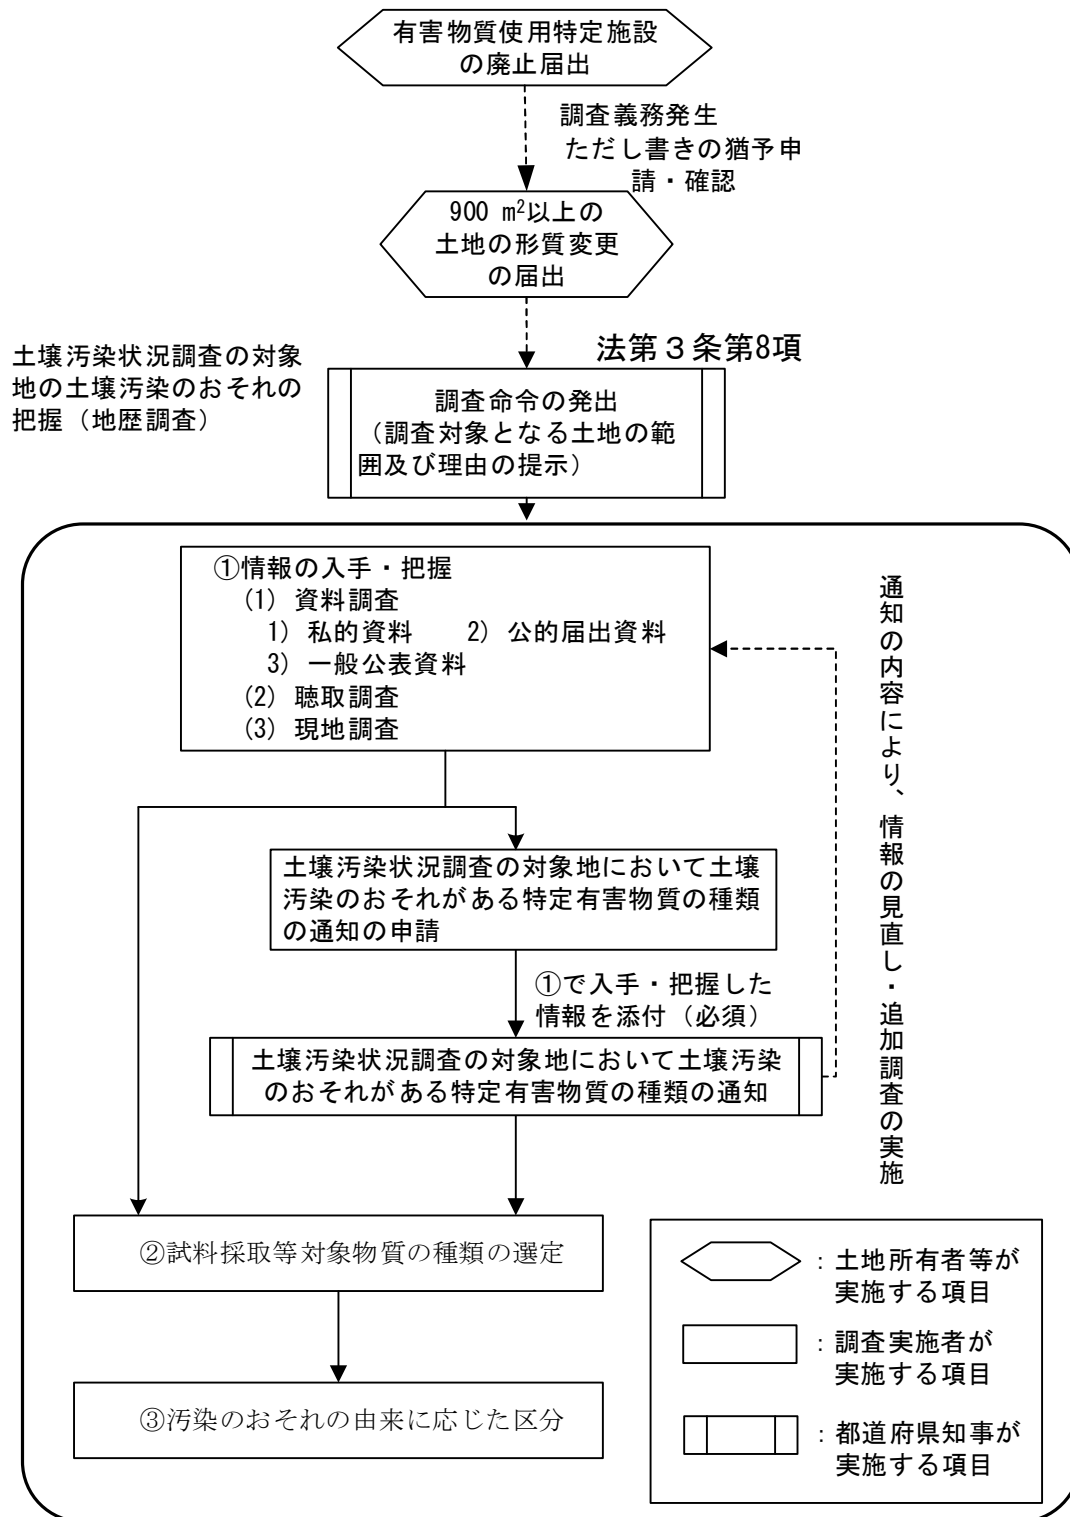 有害物質使用特定施設
の廃止届出
調査義務発生
ただし書きの猶予申
請・確認
900 m²以上の
土地の形質変更
の届出
土壌汚染状況調査の対象
地の土壌汚染のおそれの
把握（地歴調査）
法第３条第8項
調査命令の発出
（調査対象となる土地の範
囲及び理由の提示）
①情報の入手・把握
(1) 資料調査
1) 私的資料　　2) 公的届出資料
3) 一般公表資料
(2) 聴取調査
(3) 現地調査
通知の内容により、情報の見直し・追加調査の実施
土壌汚染状況調査の対象地において土壌
汚染のおそれがある特定有害物質の種類
の通知の申請
①で入手・把握した
情報を添付（必須）
土壌汚染状況調査の対象地において土壌汚染
のおそれがある特定有害物質の種類の通知
②試料採取等対象物質の種類の選定
③汚染のおそれの由来に応じた区分
：土地所有者等が
実施する項目
：調査実施者が
実施する項目
：都道府県知事が
実施する項目